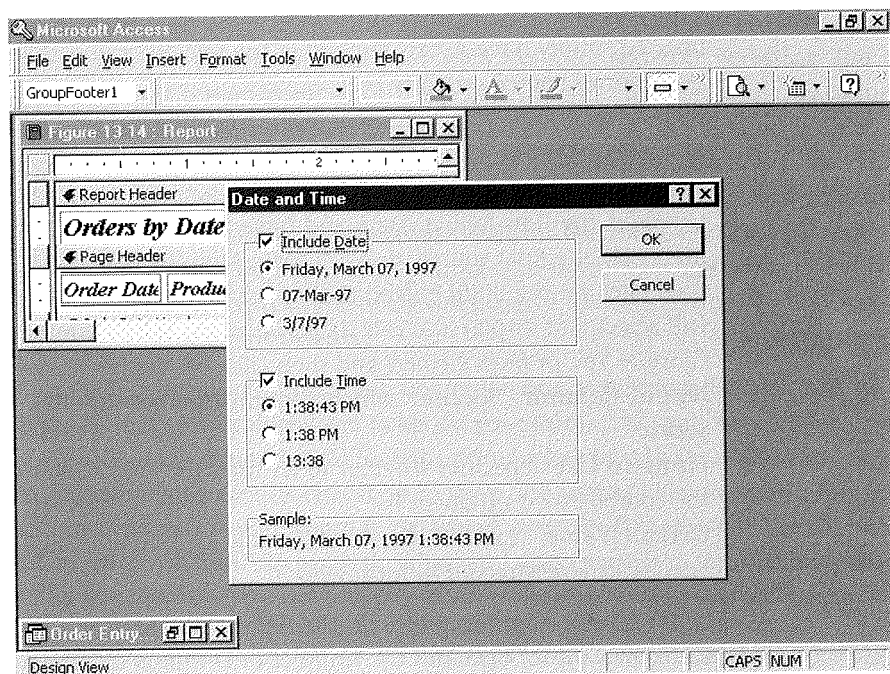 Microsoft Access
File Edit View Insert Format Tools Window Help
GroupFooter1
Figure 13 14 : Report
1 2
Report Header
Orders by Date
Page Header
Order Date Produ
Date and Time
Include Date
Friday, March 07, 1997
07-Mar-97
3/7/97
OK
Cancel
Include Time
1:38:43 PM
1:38 PM
13:38
Sample:
Friday, March 07, 1997 1:38:43 PM
Order Entry
Design View
CAPS NUM